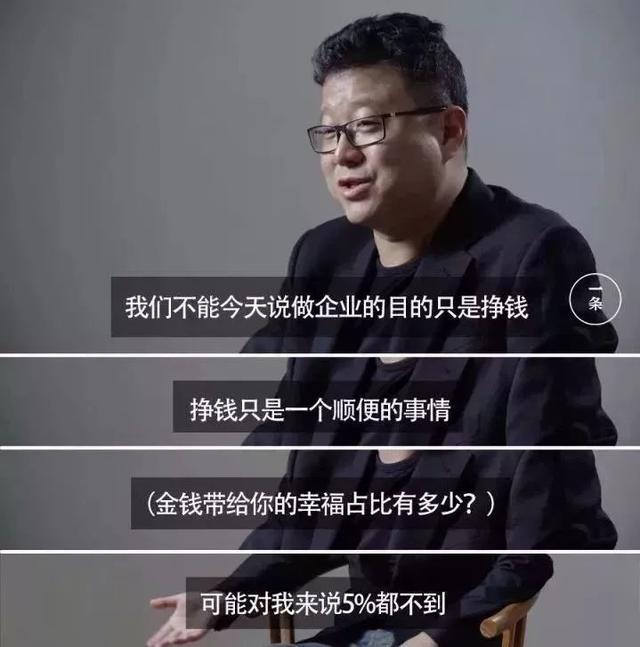 我们不能今天说做企业的目的只是挣钱
一条
挣钱只是一个顺便的事情
（金钱带给你的幸福占比有多少？）
可能对我来说5%都不到